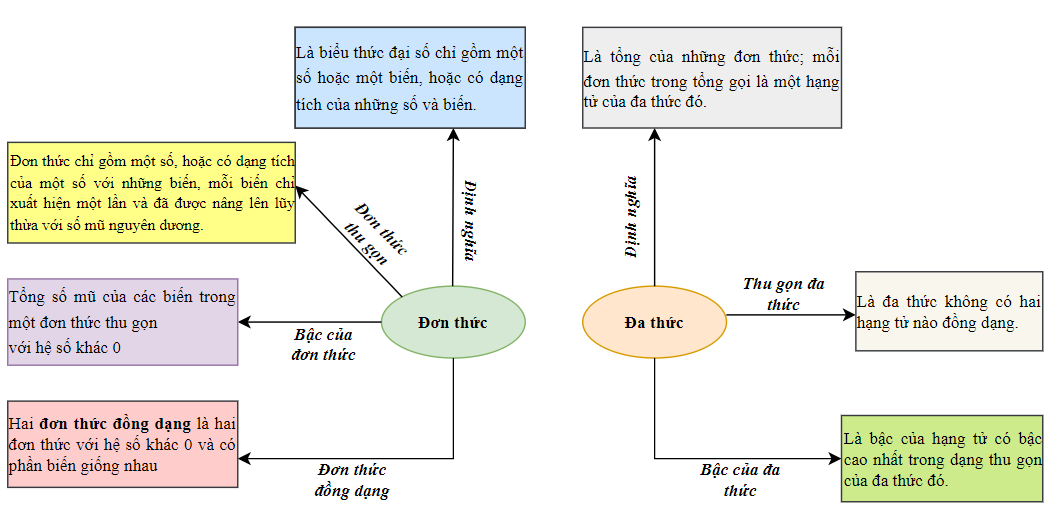 Là biểu thức đại số chỉ gồm một
số hoặc một biến, hoặc có dạng
tích của những số và biến.
Là tổng của những đơn thức; mỗi
đơn thức trong tổng gọi là một hạng
tử của đa thức đó.
Đơn thức chỉ gồm một số, hoặc có dạng tích
của một số với những biến, mỗi biến chỉ
xuất hiện một lần và đã được nâng lên lũy
thừa với số mũ nguyên dương.
Đơn thức
thu gọn
Định nghĩa
Định nghĩa
Tổng số mũ của các biến trong
một đơn thức thu gọn
với hệ số khác 0
Bậc của
đơn thức
Đơn thức
Đa thức
Thu gọn đa
thức
Là đa thức không có hai
hạng tử nào đồng dạng.
Hai đơn thức đồng dạng là hai
đơn thức với hệ số khác 0 và có
phần biến giống nhau
Đơn thức
đồng dạng
Bậc của đa
thức
Là bậc của hạng tử có bậc
cao nhất trong dạng thu gọn
của đa thức đó.